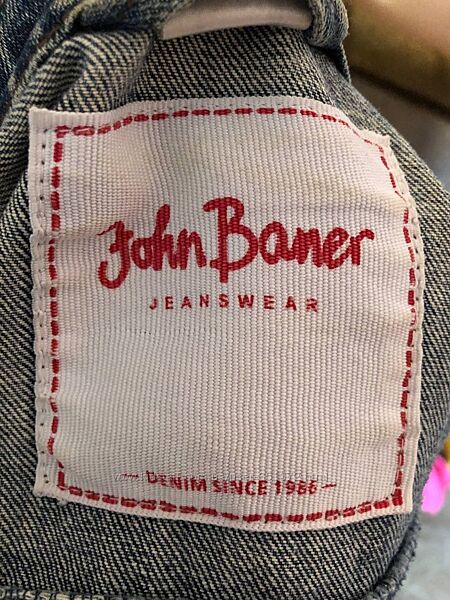 John Baner
JEANSWEAR
— DENIM SINCE 1986 —